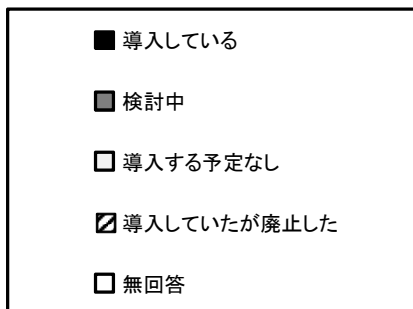 導入している
検討中
導入する予定なし
導入していたが廃止した
無回答